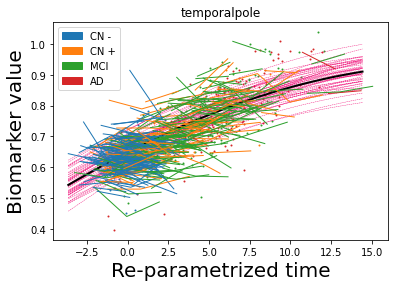 temporalpole
CN -
CN +
MCI
AD
Biomarker value
1.0
0.9
0.8
0.7
0.6
0.5
0.4
−2.5
0.0
2.5
5.0
7.5
10.0
12.5
15.0
Re-parametrized time